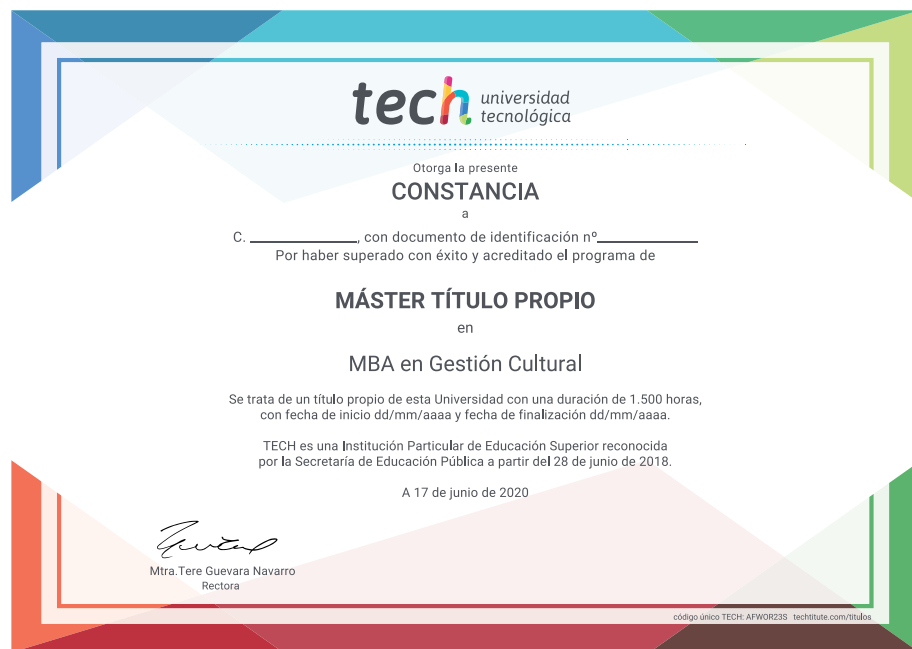 tech universidad
tecnológica
Otorga la presente
CONSTANCIA
a
C. ____________, con documento de identificación nº____________
Por haber superado con éxito y acreditado el programa de
MÁSTER TÍTULO PROPIO
en
MBA en Gestión Cultural
Se trata de un título propio de esta Universidad con una duración de 1.500 horas,
con fecha de inicio dd/mm/aaaa y fecha de finalización dd/mm/aaaa.
TECH es una Institución Particular de Educación Superior reconocida
por la Secretaría de Educación Pública a partir del 28 de junio de 2018.
A 17 de junio de 2020
Mtra.Tere Guevara Navarro
Rectora
código único TECH: AFWOR23S techtitute.com/titulos